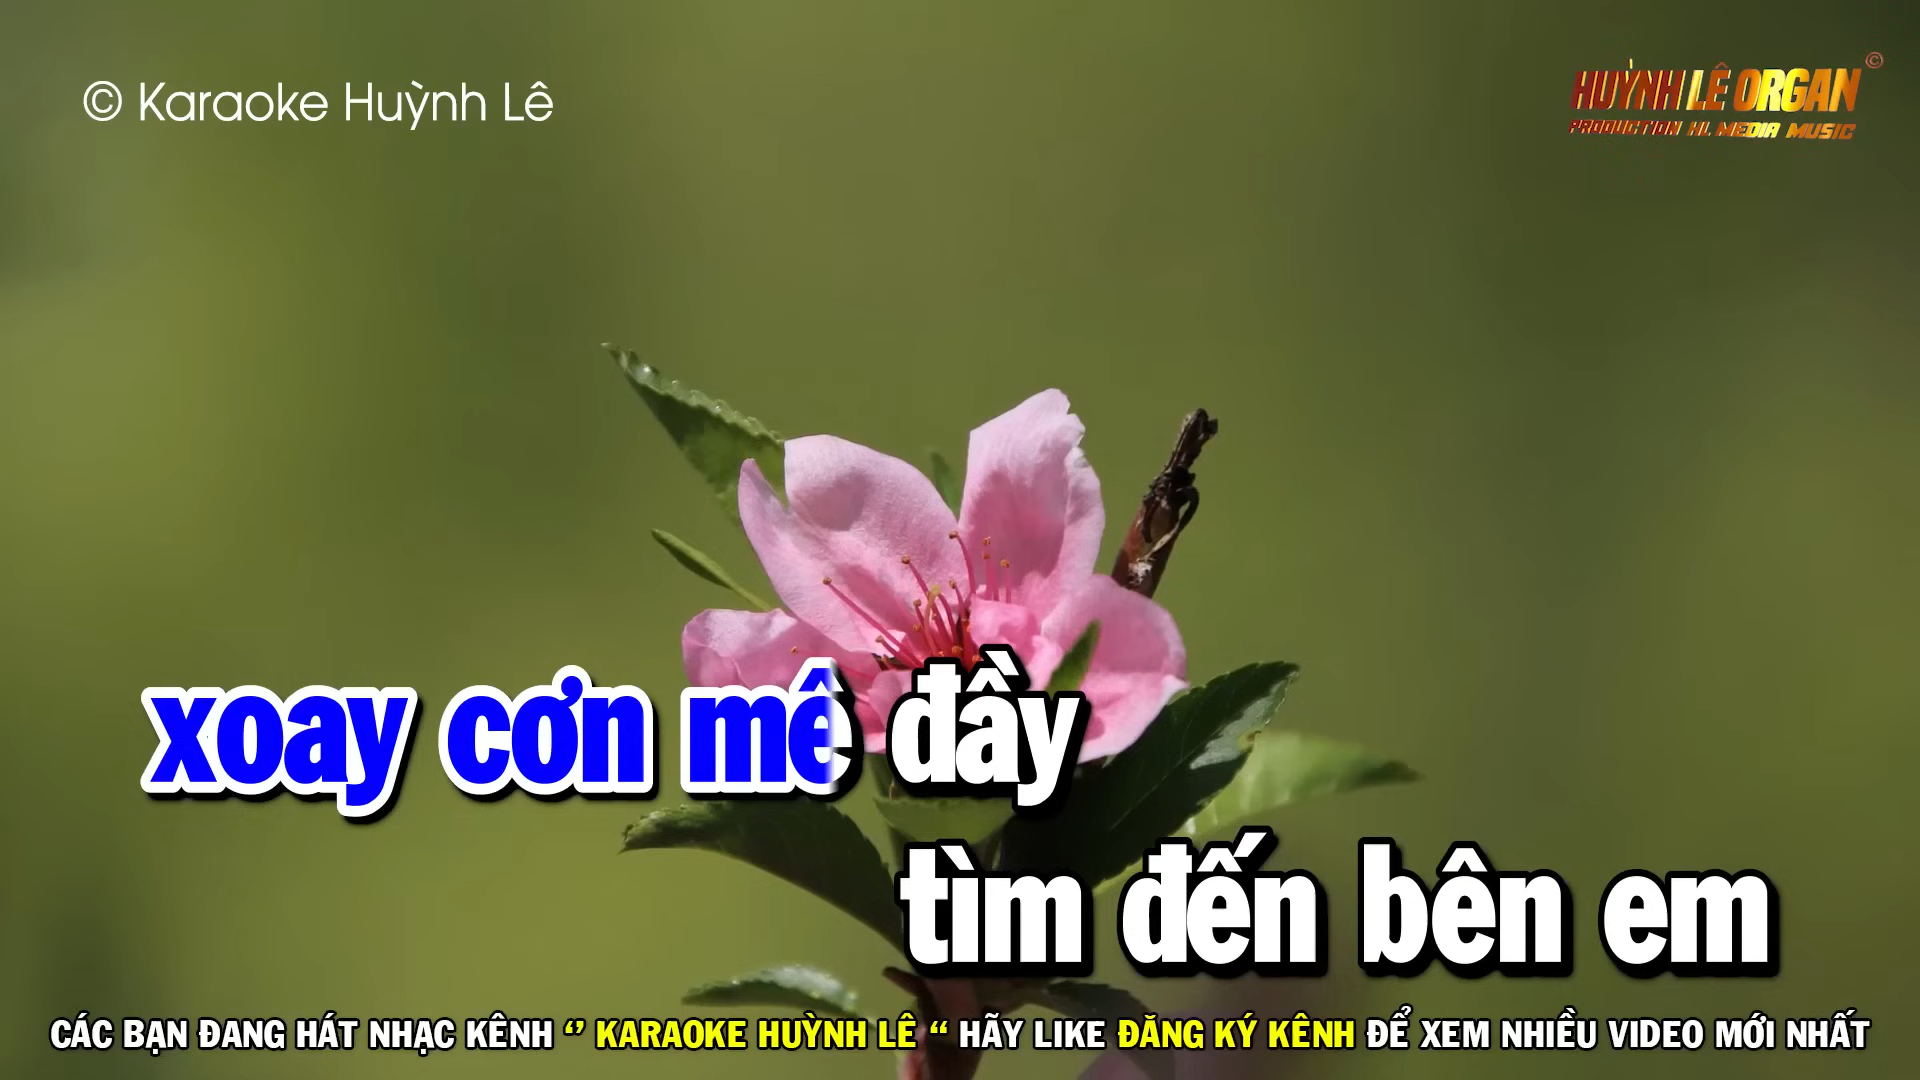 © Karaoke Huỳnh Lê
HUỲNH LÊ ORGAN ©
PRODUCTION HL MEDIA MUSIC
xoay cơn mê đầy
tìm đến bên em
CÁC BẠN ĐANG HÁT NHẠC KÊNH ‘’ KARAOKE HUỲNH LÊ “ HÃY LIKE ĐĂNG KÝ KÊNH ĐỂ XEM NHIỀU VIDEO MỚI NHẤT